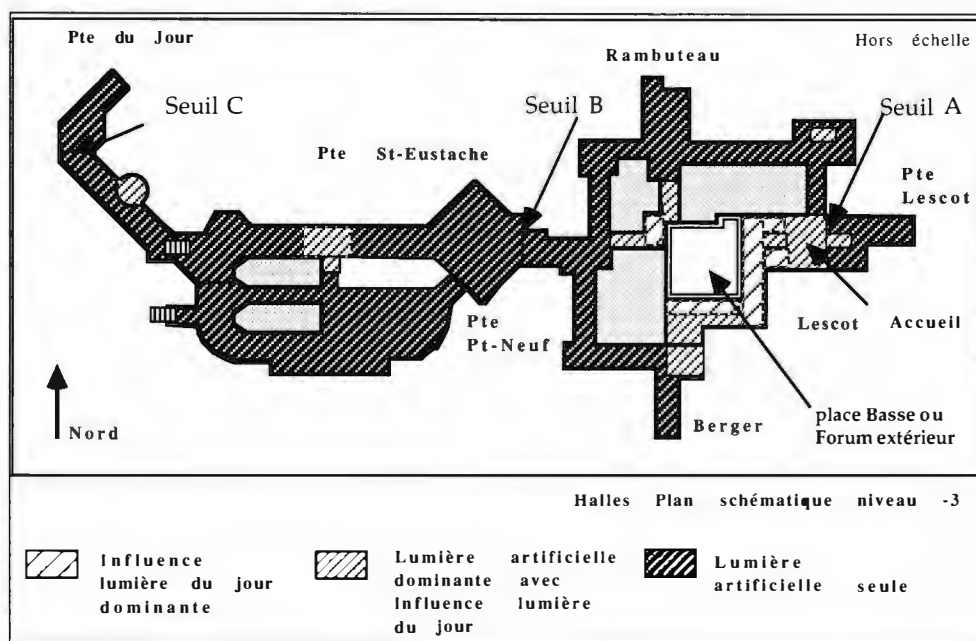 Pte du Jour
Hors échelle
Rambuteau
Seuil C
Seuil B
Seuil A
Pte St-Eustache
Pte
Lescot
Pte
Pt-Neuf
Lescot Accueil
Nord
Berger
place Basse ou
Forum extérieur
Halles Plan schématique niveau -3
Influence
lumière du jour
dominante
Lumière artificielle
dominante avec
Influence lumière
du jour
Lumière
artificielle seule